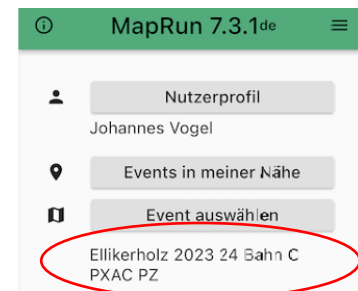 MapRun 7.3.1de
Nutzerprofil
Johannes Vogel
Events in meiner Nähe
Event auswählen
Ellikerholz 2023 24 Bahn C
PXAC PZ